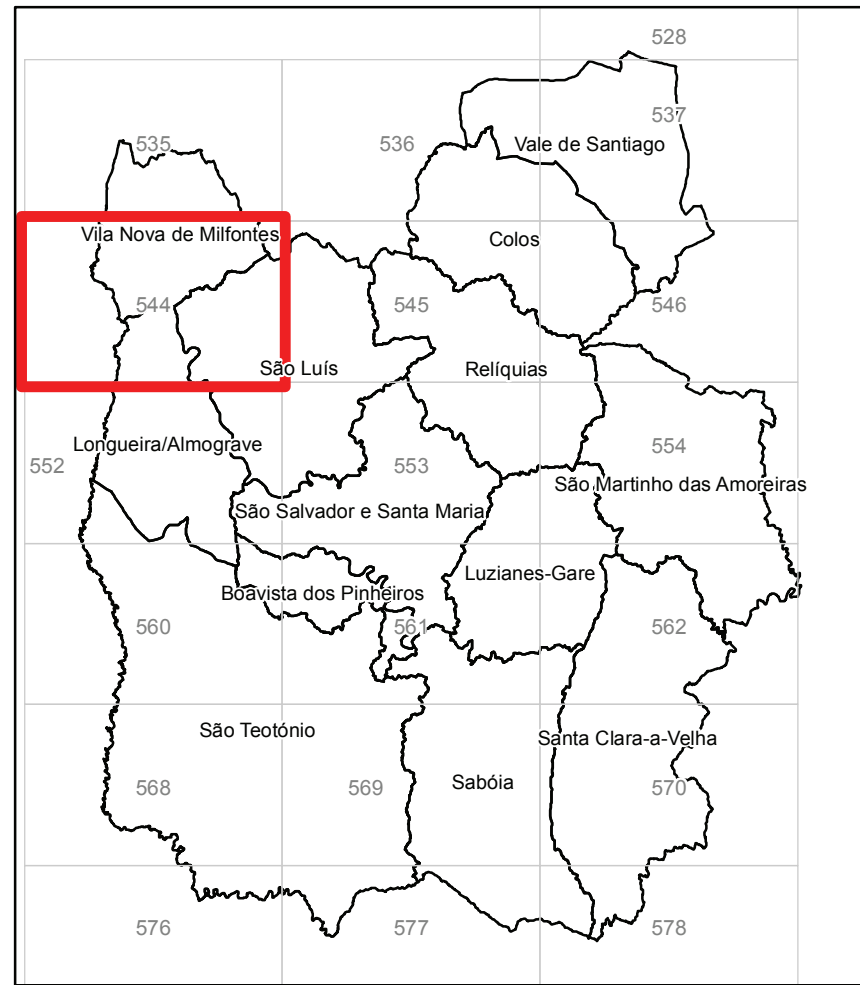 528
537
Vale de Santiago
535
536
Vila Nova de Milfontes
Colos
544
545
546
São Luís
Relíquias
Longueira/Almograve
554
552
553
São Martinho das Amoreiras
São Salvador e Santa Maria
Luzianes-Gare
Boavista dos Pinheiros
560
561
562
São Teotónio
Santa Clara-a-Velha
Sabóia
568
569
570
576
577
578